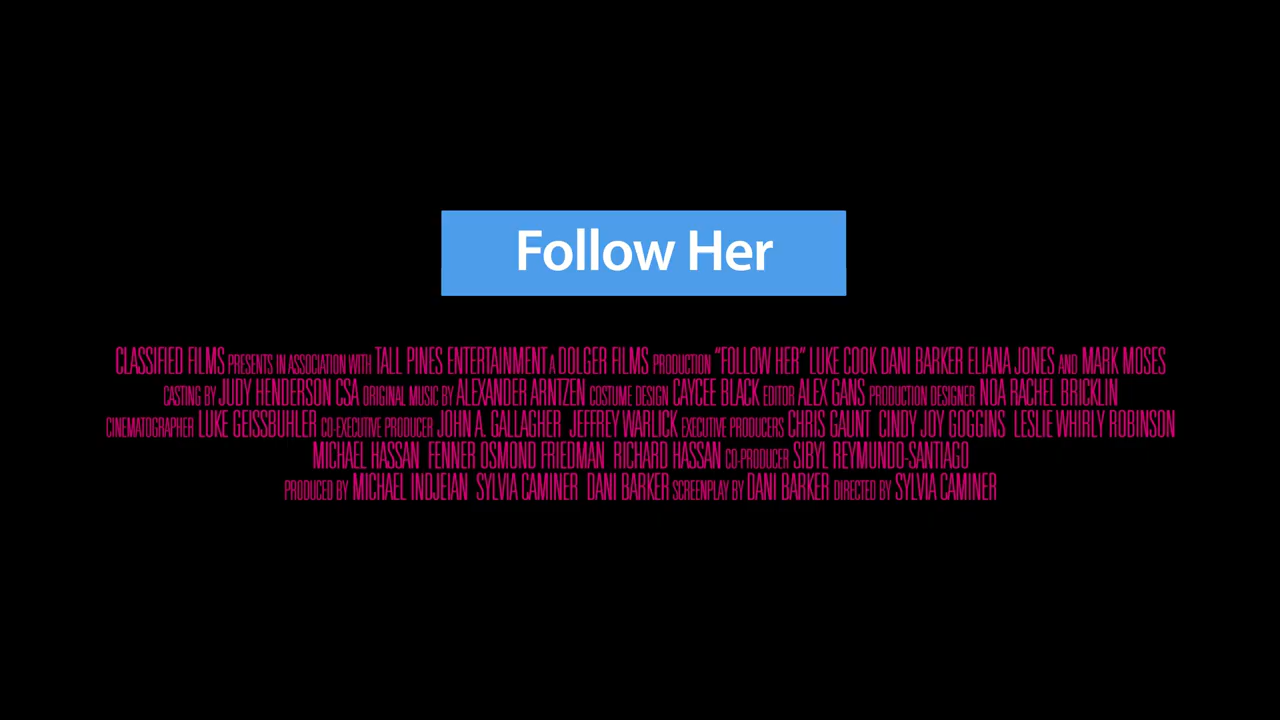 Follow Her
CLASSIFIED FILMS PRESENTS IN ASSOCIATION WITH TALL PINES ENTERTAINMENT A DOLGER FILMS PRODUCTION "FOLLOW HER" LUKE COOK DANI BARKER ELIANA JONES AND MARK MOSES
CASTING BY JUDY HENDERSON CSA ORIGINAL MUSIC BY ALEXANDER ARNTZEN COSTUME DESIGN CAYCEE BLACK EDITOR ALEX GANS PRODUCTION DESIGNER NOA RACHEL BRICKLIN
CINEMATOGRAPHER LUKE GEISSBUHLER CO-EXECUTIVE PRODUCER JOHN A. GALLAGHER JEFFREY WARLICK EXECUTIVE PRODUCERS CHRIS GAUNT CINDY JOY GOGGINS LESLIE WHIRLY ROBINSON
MICHAEL HASSAN FENNER OSMOND FRIEDMAN RICHARD HASSAN CO-PRODUCER SIBYL REYMUNDO-SANTIAGO
PRODUCED BY MICHAEL INDJEIAN SYLVIA CAMINER DANI BARKER SCREENPLAY BY DANI BARKER DIRECTED BY SYLVIA CAMINER